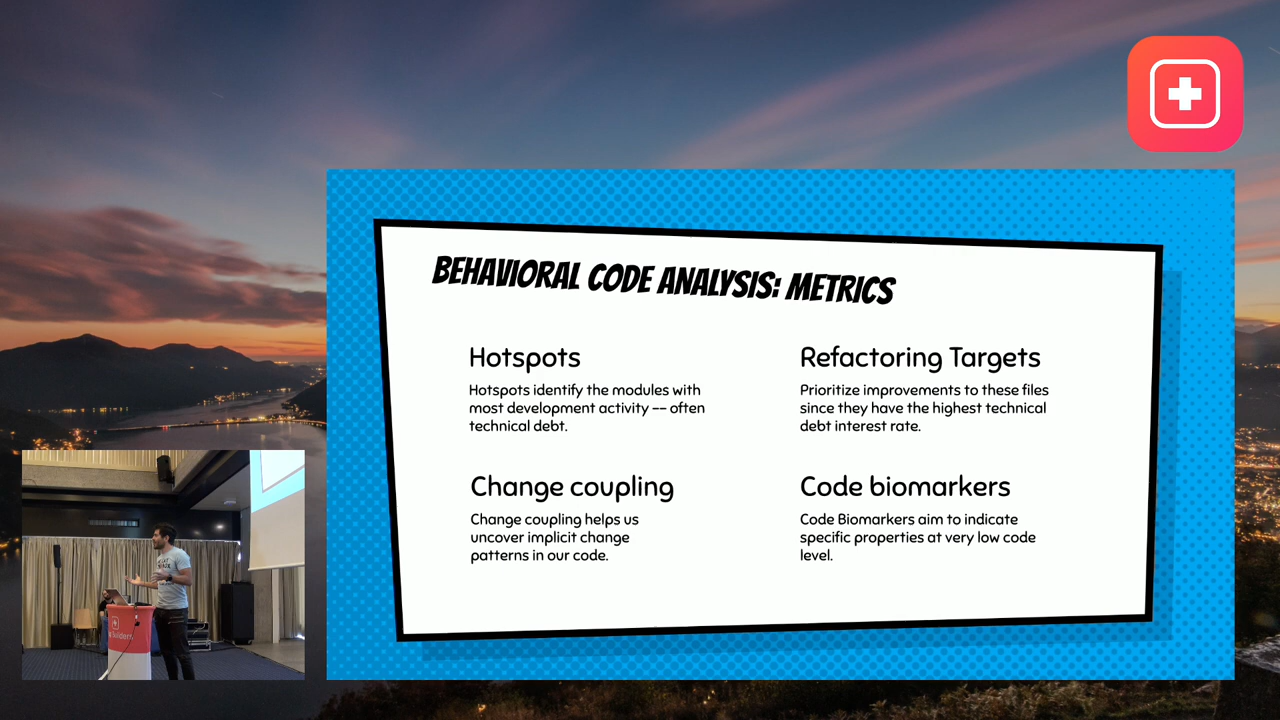 BEHAVIORAL CODE ANALYSIS: METRICS
Hotspots
Hotspots identify the modules with
most development activity -- often
technical debt.
Refactoring Targets
Prioritize improvements to these files
since they have the highest technical
debt interest rate.
Change coupling
Change coupling helps us
uncover implicit change
patterns in our code.
Code biomarkers
Code Biomarkers aim to indicate
specific properties at very low code
level.